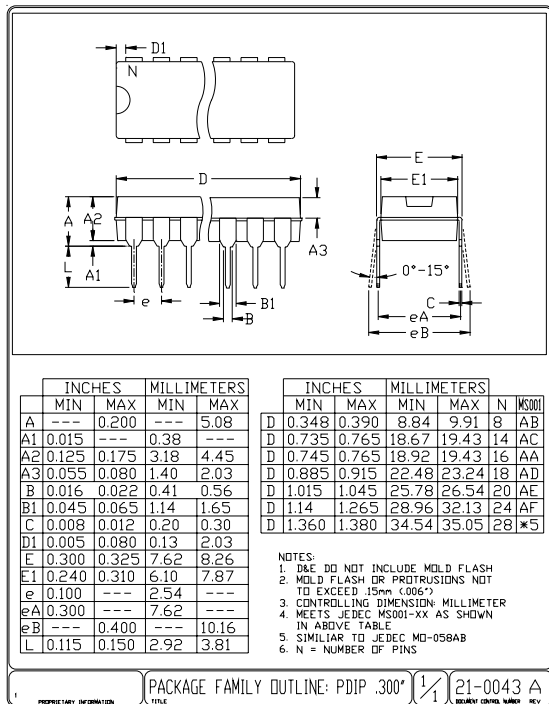 D1
N
D
E
E1
A
A2
A3
L
A1
0°-15°
B1
e
B
C
eA
eB
INCHES MILLIMETERS
MIN MAX MIN MAX
A --- 0.200 --- 5.08
A1 0.015 --- 0.38 ---
A2 0.125 0.175 3.18 4.45
A3 0.055 0.080 1.40 2.03
B 0.016 0.022 0.41 0.56
B1 0.045 0.065 1.14 1.65
C 0.008 0.012 0.20 0.30
D1 0.005 0.080 0.13 2.03
E 0.300 0.325 7.62 8.26
E1 0.240 0.310 6.10 7.87
e 0.100 --- 2.54 ---
eA 0.300 --- 7.62 ---
eB --- 0.400 --- 10.16
L 0.115 0.150 2.92 3.81
INCHES MILLIMETERS
MIN MAX MIN MAX N MS001
D 0.348 0.390 8.84 9.91 8 AB
D 0.735 0.765 18.67 19.43 14 AC
D 0.745 0.765 18.92 19.43 16 AA
D 0.885 0.915 22.48 23.24 18 AD
D 1.015 1.045 25.78 26.54 20 AE
D 1.14 1.265 28.96 32.13 24 AF
D 1.360 1.380 34.54 35.05 28 *5
NOTES:
1. D&E DO NOT INCLUDE MOLD FLASH
2. MOLD FLASH OR PROTRUSIONS NOT
TO EXCEED .15mm (.006")
3. CONTROLLING DIMENSION: MILLIMETER
4. MEETS JEDEC MS001-XX AS SHOWN
IN ABOVE TABLE
5. SIMILIAR TO JEDEC MO-058AB
6. N = NUMBER OF PINS
PROPRIETARY INFORMATION
PACKAGE FAMILY OUTLINE: PDIP .300"
TITLE
1/1
21-0043 A
DOCUMENT CONTROL NUMBER REV